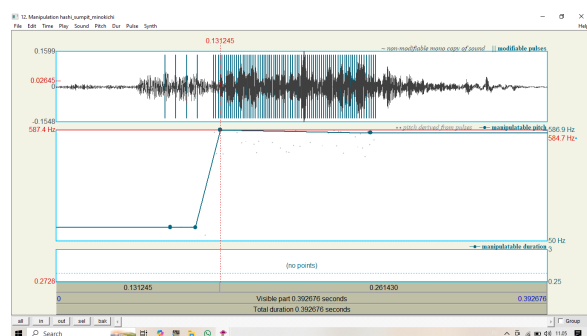 12. Manipulation hashi_sumpit_minokichi
File Edit Time Play Sound Pitch Dur Pulse Synth Help
0.131245
0.1599
~ non-modifiable mono copy of sound || modifiable pulses
0.02645
0
-0.1548
587.4 Hz
•• pitch derived from pulses manipulatable pitch
586.9 Hz
584.7 Hz
50 Hz
manipulatable duration
3
(no points)
0.2728
0.25
0.131245 0.261430
0 Visible part 0.392676 seconds 0.392676
Total duration 0.392676 seconds
all in out sel bak Group
Search 11.05